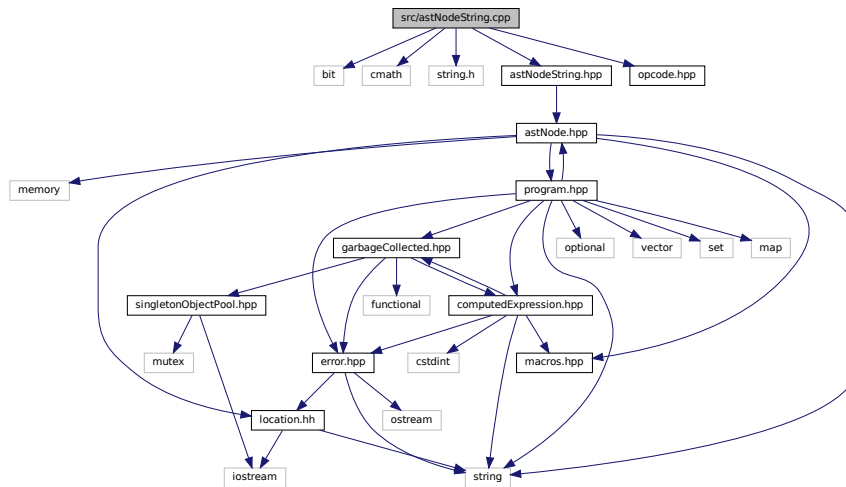 src/astNodeString.cpp
bit
cmath
string.h
astNodeString.hpp
opcode.hpp
astNode.hpp
memory
program.hpp
garbageCollected.hpp
optional
vector
set
map
singletonObjectPool.hpp
functional
computedExpression.hpp
mutex
error.hpp
cstdint
macros.hpp
location.hh
ostream
iostream
string